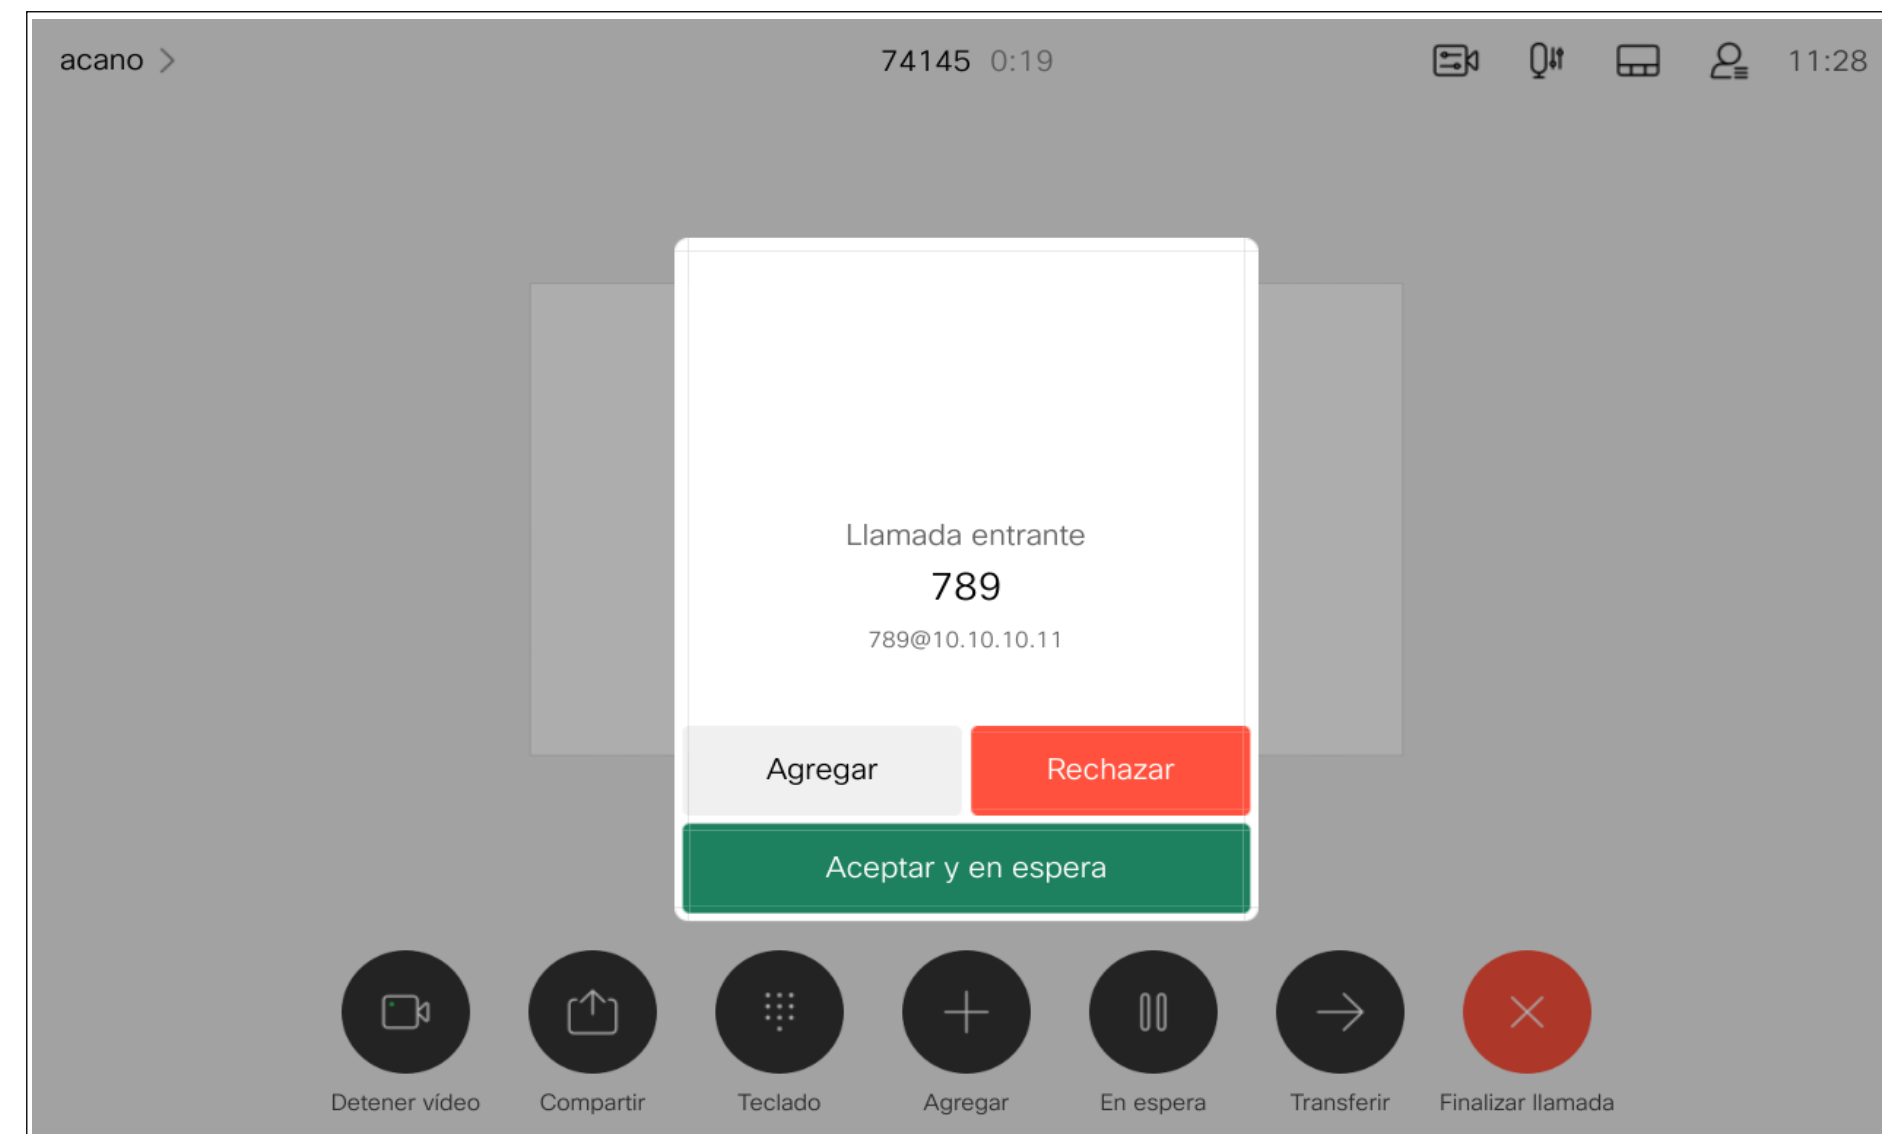 acano
74145 0:19
11:28
Llamada entrante
789
789@10.10.10.11
Agregar
Rechazar
Aceptar y en espera
Detener vídeo
Compartir
Teclado
Agregar
En espera
Transferir
Finalizar llamada